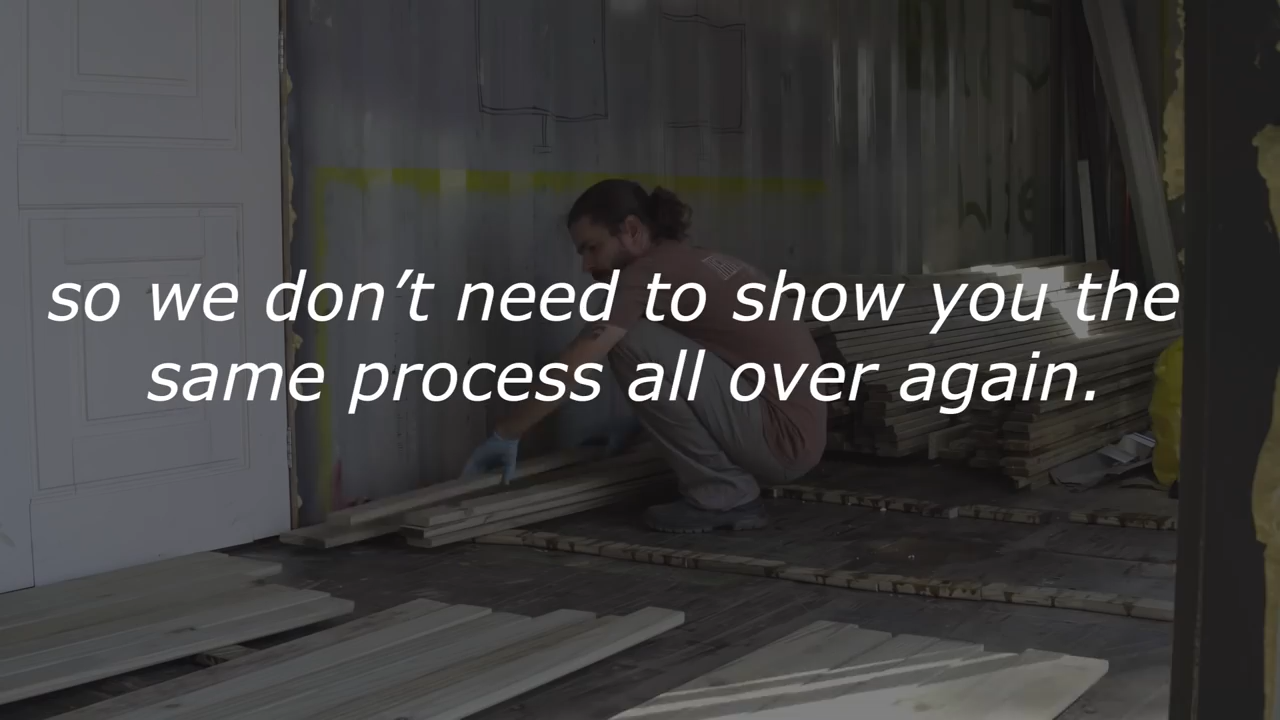 so we don’t need to show you the
same process all over again.